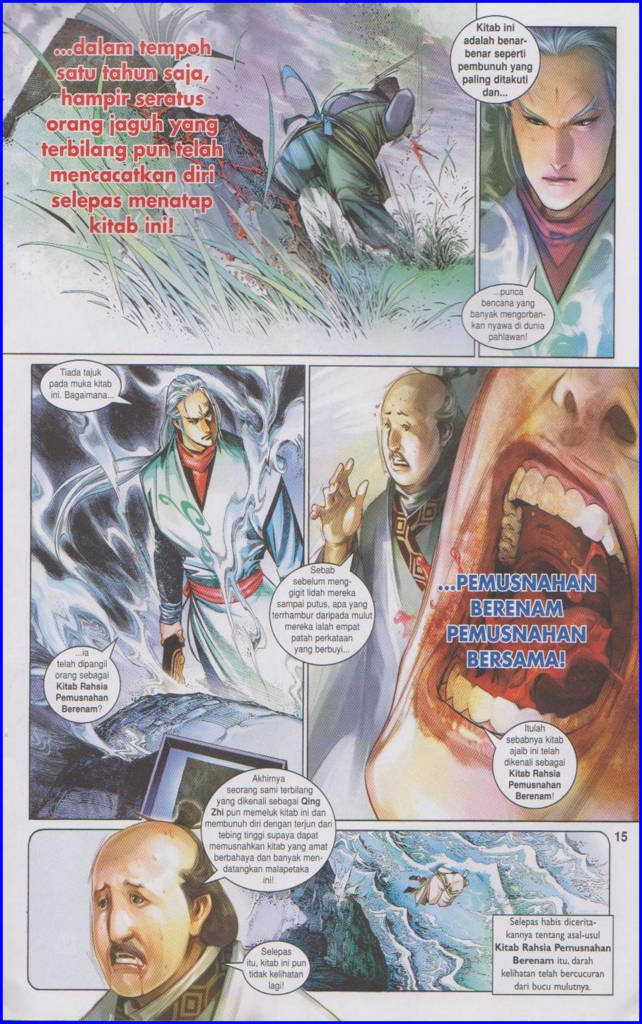 ...dalam tempoh
satu tahun saja,
hampir seratus
orang jaguh yang
terbilang pun telah
mencacatkan diri
selepas menatap
kitab ini!
Kitab ini
adalah benar-
benar seperti
pembunuh yang
paling ditakuti
dan...
...punca
bencana yang
banyak mengorban-
kan nyawa di dunia
pahlawan!
Tiada tajuk
pada muka kitab
ini. Bagaimana...
...ia
telah dipangil
orang sebagai
Kitab Rahsia
Pemusnahan
Berenam?
Sebab
sebelum meng-
gigit lidah mereka
sampai putus, apa yang
terrhambur daripada mulut
mereka ialah empat
patah perkataan
yang berbuyi...
...PEMUSNAHAN
BERENAM
PEMUSNAHAN
BERSAMA!
Itulah
sebabnya kitab
ajaib ini telah
dikenali sebagai
Kitab Rahsia
Pemusnahan
Berenam!
Akhirnya
seorang sami terbilang
yang dikenali sebagai Qing
Zhi pun memeluk kitab ini dan
membunuh diri dengan terjun dari
tebing tinggi supaya dapat
memusnahkan kitab yang amat
berbahaya dan banyak men-
datangkan malapetaka
ini!
Selepas
itu, kitab ini pun
tidak kelihatan
lagi!
15
Selepas habis dicerita-
kannya tentang asal-usul
Kitab Rahsia Pemusnahan
Berenam itu, darah
kelihatan telah bercucuran
dari bucu mulutnya.